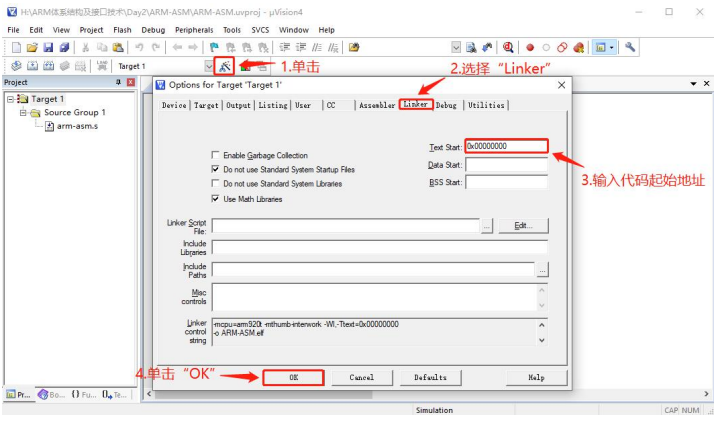 H:\ARM体系结构及接口技术\Day2\ARM-ASM\ARM-ASM.uvproj - µVision4
File Edit View Project Flash Debug Peripherals Tools SVCS Window Help
Target 1
1.单击
2.选择“Linker”
Project
Target 1
Source Group 1
arm-asm.s
Options for Target 'Target 1'
Device Target Output Listing User CC Assembler Linker Debug Utilities
Text Start: 0x00000000
Enable Garbage Collection
Data Start:
Do not use Standard System Startup Files
BSS Start:
Do not use Standard System Libraries
3.输入代码起始地址
Use Math Libraries
Linker Script
File:
... Edit...
Include
Libraries
Include
Paths
...
Misc
controls
Linker
control
string
-mcpu=arm920t -mthumb-interwork -Wl,-Ttext=0x00000000
-o ARM-ASM.elf
4.单击“OK”
OK Cancel Defaults Help
Pr... Bo... {} Fu... 0 Te...
Simulation
CAP NUM